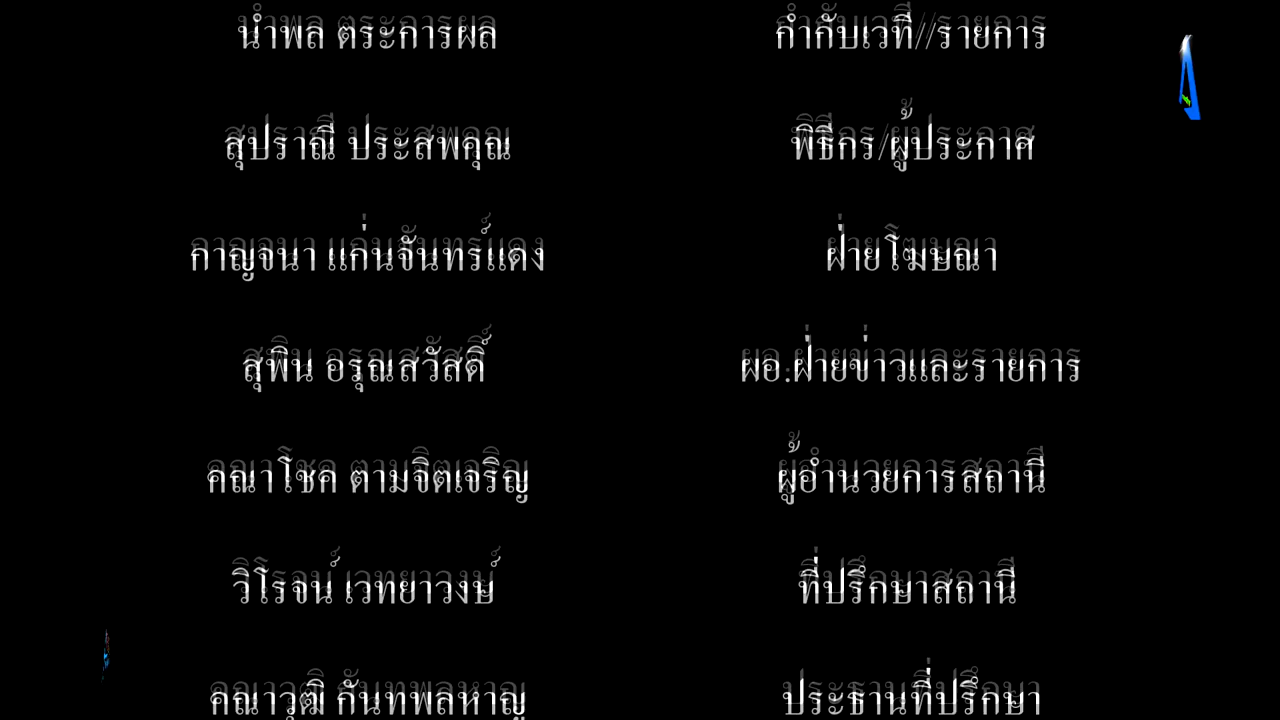 นำพล ตระการผล กำกับเวที//รายการ
สุปราณี ประสพคุณ พิธีกร/ผู้ประกาศ
กาญจนา แก่นจันทร์แดง ฝ่ายโฆษณา
สุพิน อรุณสวัสดิ์ ผอ.ฝ่ายข่าวและรายการ
คณาโชค ตามจิตเจริญ ผู้อำนวยการสถานี
วิโรจน์ เวทยาวงษ์ ที่ปรึกษาสถานี
คณาวุฒิ กันทพลหาญ ประธานที่ปรึกษา